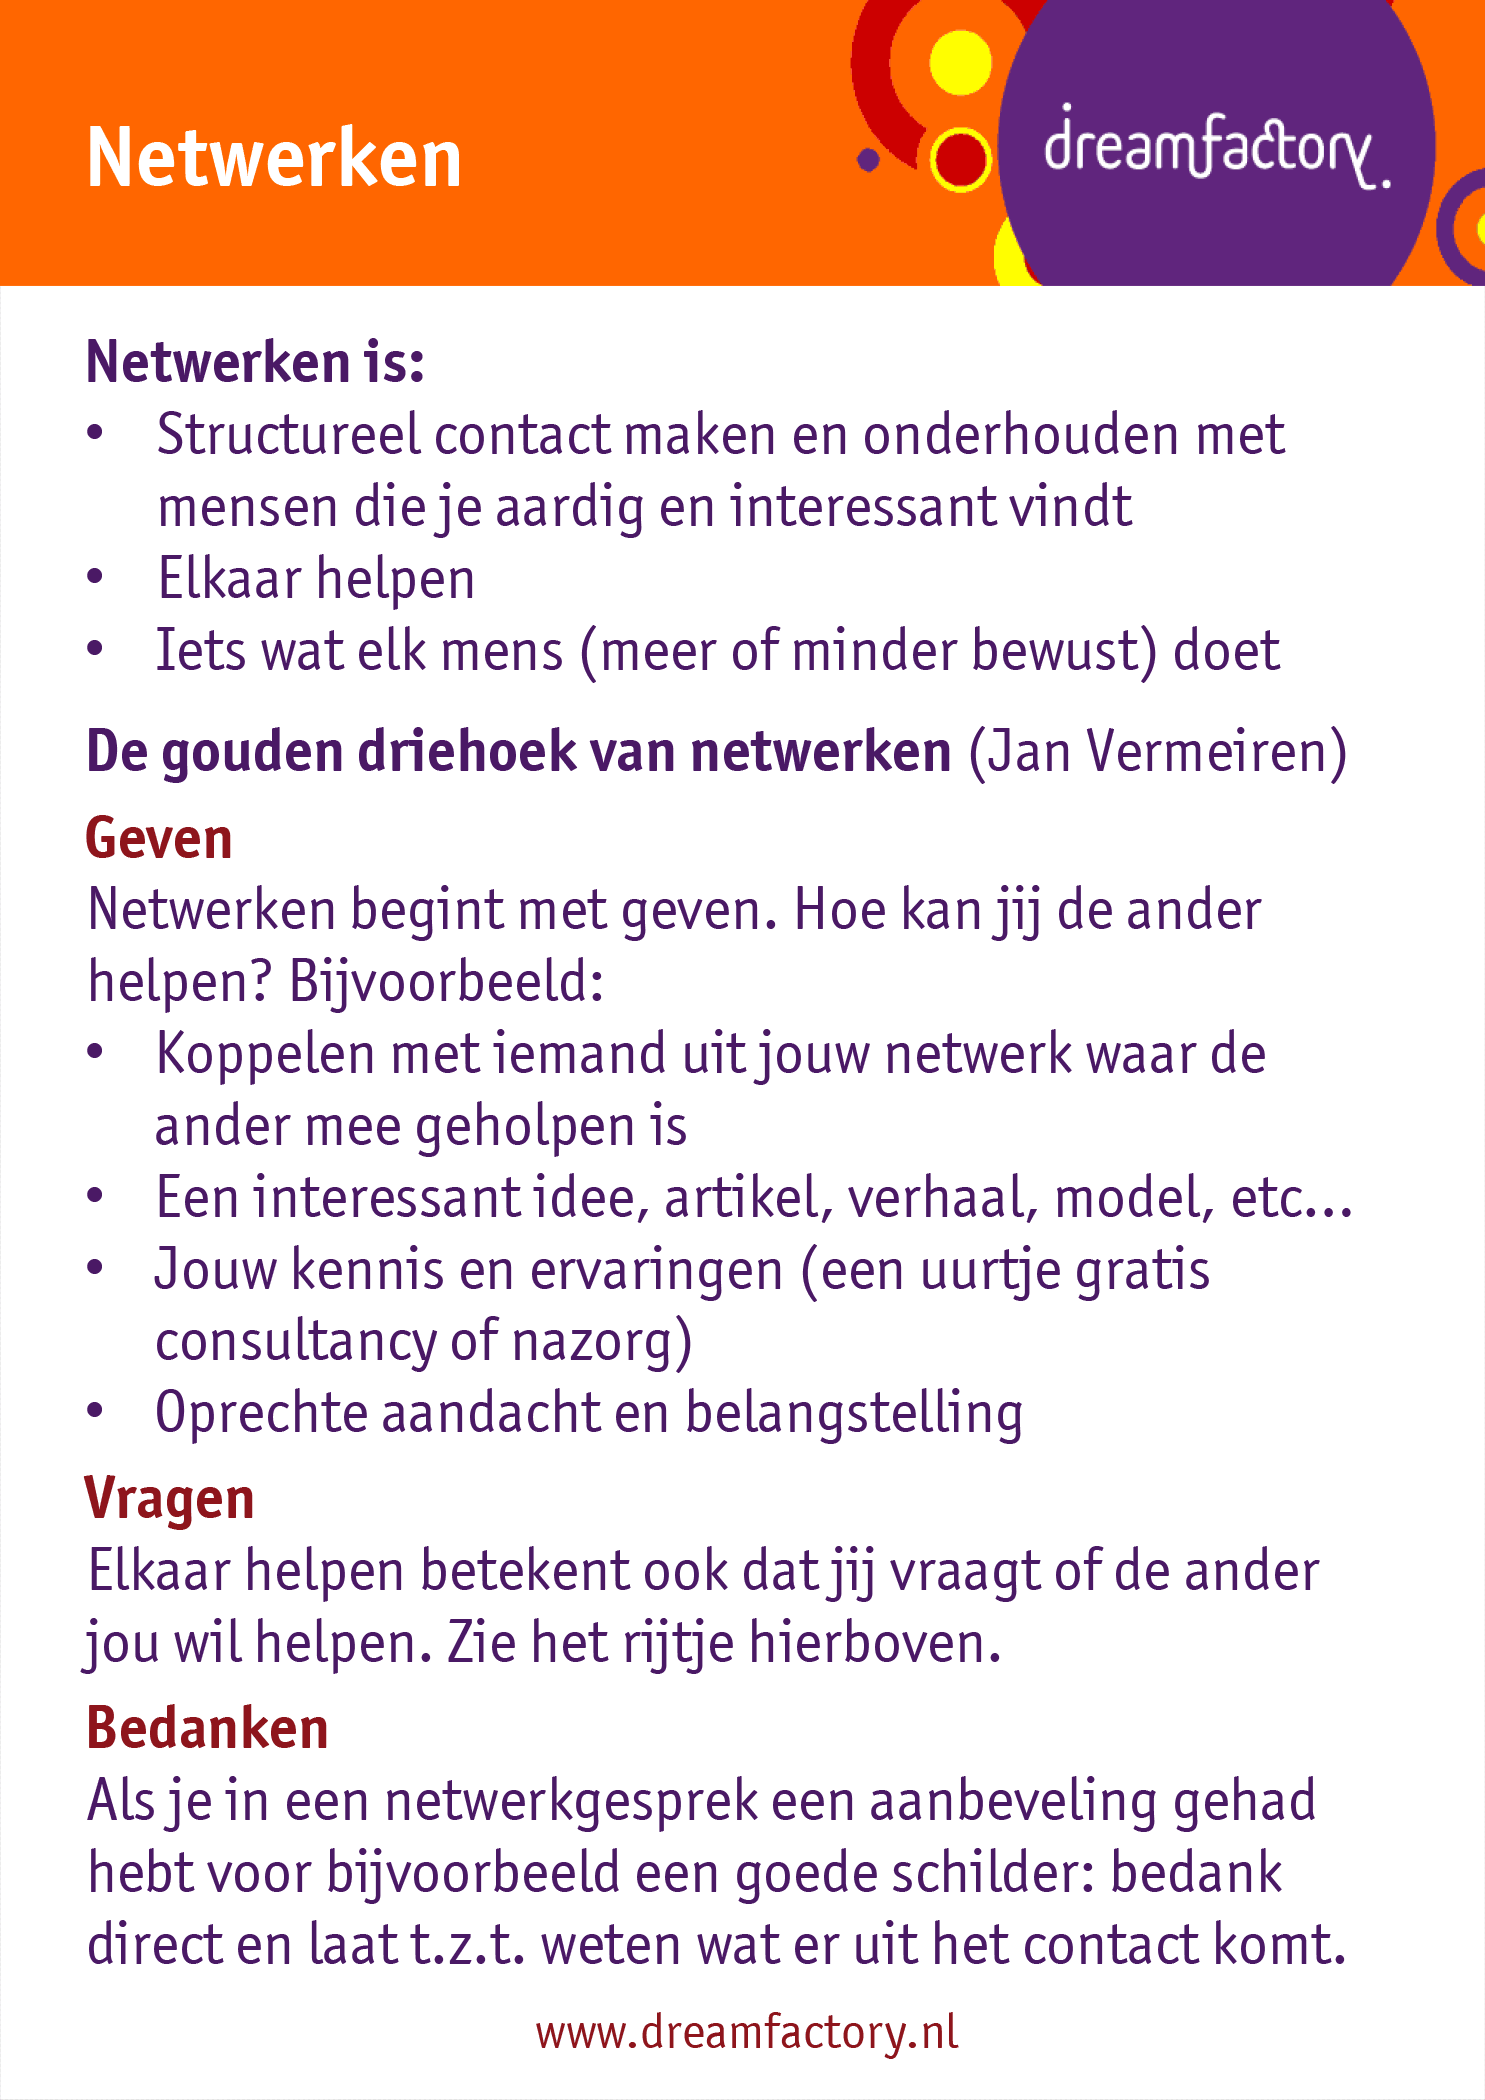 Netwerken
dreamfactory.
Netwerken is:
• Structureel contact maken en onderhouden met
mensen die je aardig en interessant vindt
• Elkaar helpen
• Iets wat elk mens (meer of minder bewust) doet
De gouden driehoek van netwerken (Jan Vermeiren)
Geven
Netwerken begint met geven. Hoe kan jij de ander
helpen? Bijvoorbeeld:
• Koppelen met iemand uit jouw netwerk waar de
ander mee geholpen is
• Een interessant idee, artikel, verhaal, model, etc...
• Jouw kennis en ervaringen (een uurtje gratis
consultancy of nazorg)
• Oprechte aandacht en belangstelling
Vragen
Elkaar helpen betekent ook dat jij vraagt of de ander
jou wil helpen. Zie het rijtje hierboven.
Bedanken
Als je in een netwerkgesprek een aanbeveling gehad
hebt voor bijvoorbeeld een goede schilder: bedank
direct en laat t.z.t. weten wat er uit het contact komt.
www.dreamfactory.nl